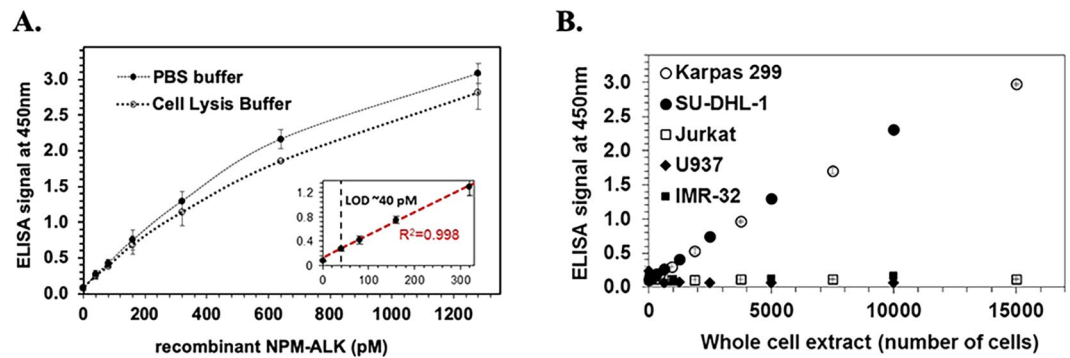 A.
ELISA signal at 450nm
3.0
2.5
2.0
1.5
1.0
0.5
0.0
PBS buffer
Cell Lysis Buffer
1.2
0.8
0.4
0
LOD ~40 pM
R²=0.998
0 100 200 300
0 200 400 600 800 1000 1200
recombinant NPM-ALK (pM)
B.
ELISA signal at 450nm
3.0
2.5
2.0
1.5
1.0
0.5
0.0
Karpas 299
SU-DHL-1
Jurkat
U937
IMR-32
0 5000 10000 15000
Whole cell extract (number of cells)